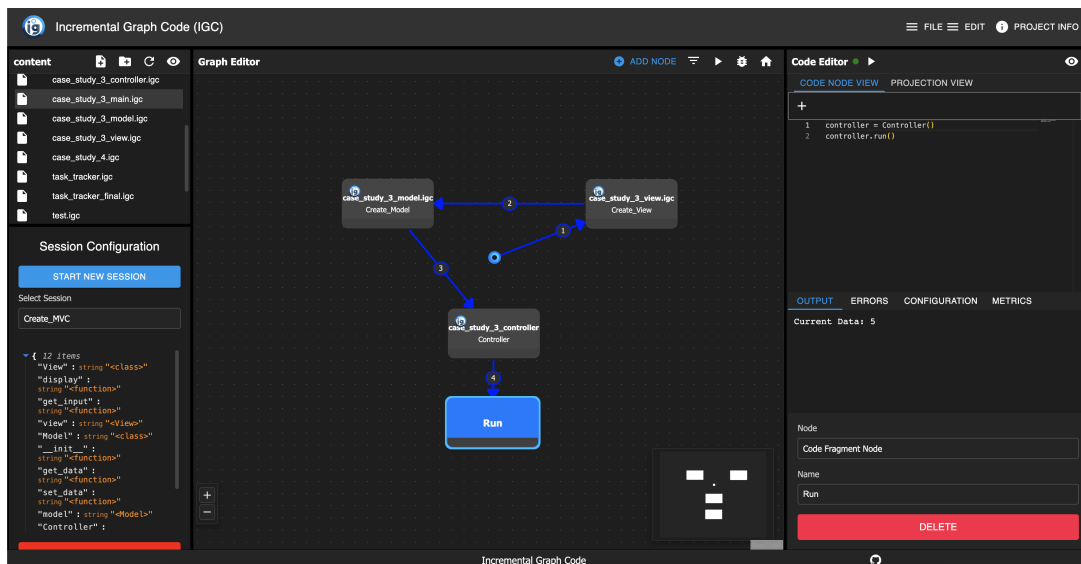 ig
Incremental Graph Code (IGC)
FILE
EDIT
PROJECT INFO
content
case_study_3_controller.igc
case_study_3_main.igc
case_study_3_model.igc
case_study_3_view.igc
case_study_4.igc
task_tracker.igc
task_tracker_final.igc
test.igc
Session Configuration
START NEW SESSION
Select Session
Create_MVC
{ 12 items
"View" : string "<class>"
"display" :
string "<function>"
"get_input" :
string "<function>"
"view" : string "<View>"
"Model" : string "<class>"
"__init__" :
string "<function>"
"get_data" :
string "<function>"
"set_data" :
string "<function>"
"model" : string "<Model>"
"Controller" :
Graph Editor
ADD NODE
case_study_3_model.igc
Create_Model
case_study_3_view.igc
Create_View
2
1
3
case_study_3_controller
Controller
4
Run
+
−
Code Editor
CODE NODE VIEW
PROJECTION VIEW
+
1 controller = Controller()
2 controller.run()
OUTPUT
ERRORS
CONFIGURATION
METRICS
Current Data: 5
Node
Code Fragment Node
Name
Run
DELETE
Incremental Graph Code